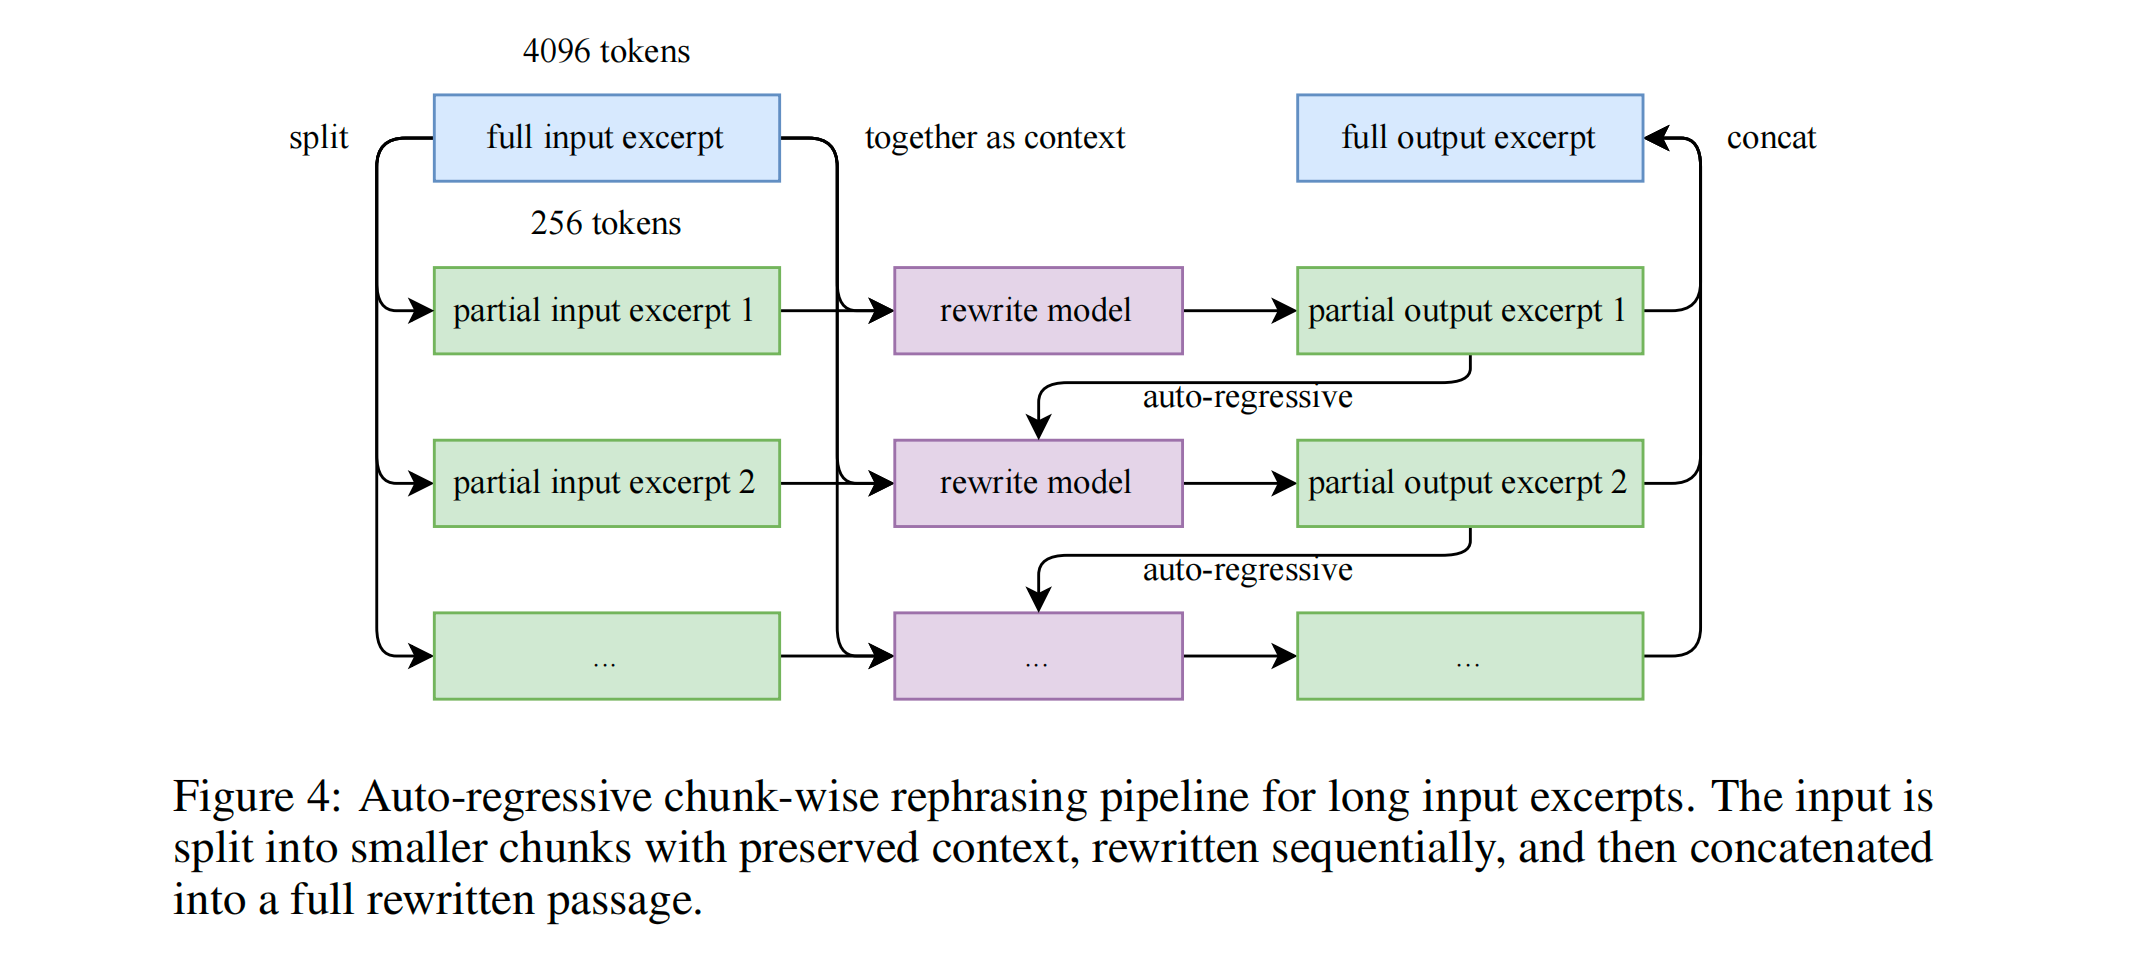 4096 tokens
split
full input excerpt
together as context
full output excerpt
concat
256 tokens
partial input excerpt 1
rewrite model
partial output excerpt 1
auto-regressive
partial input excerpt 2
rewrite model
partial output excerpt 2
auto-regressive
...
...
...
Figure 4: Auto-regressive chunk-wise rephrasing pipeline for long input excerpts. The input is
split into smaller chunks with preserved context, rewritten sequentially, and then concatenated
into a full rewritten passage.